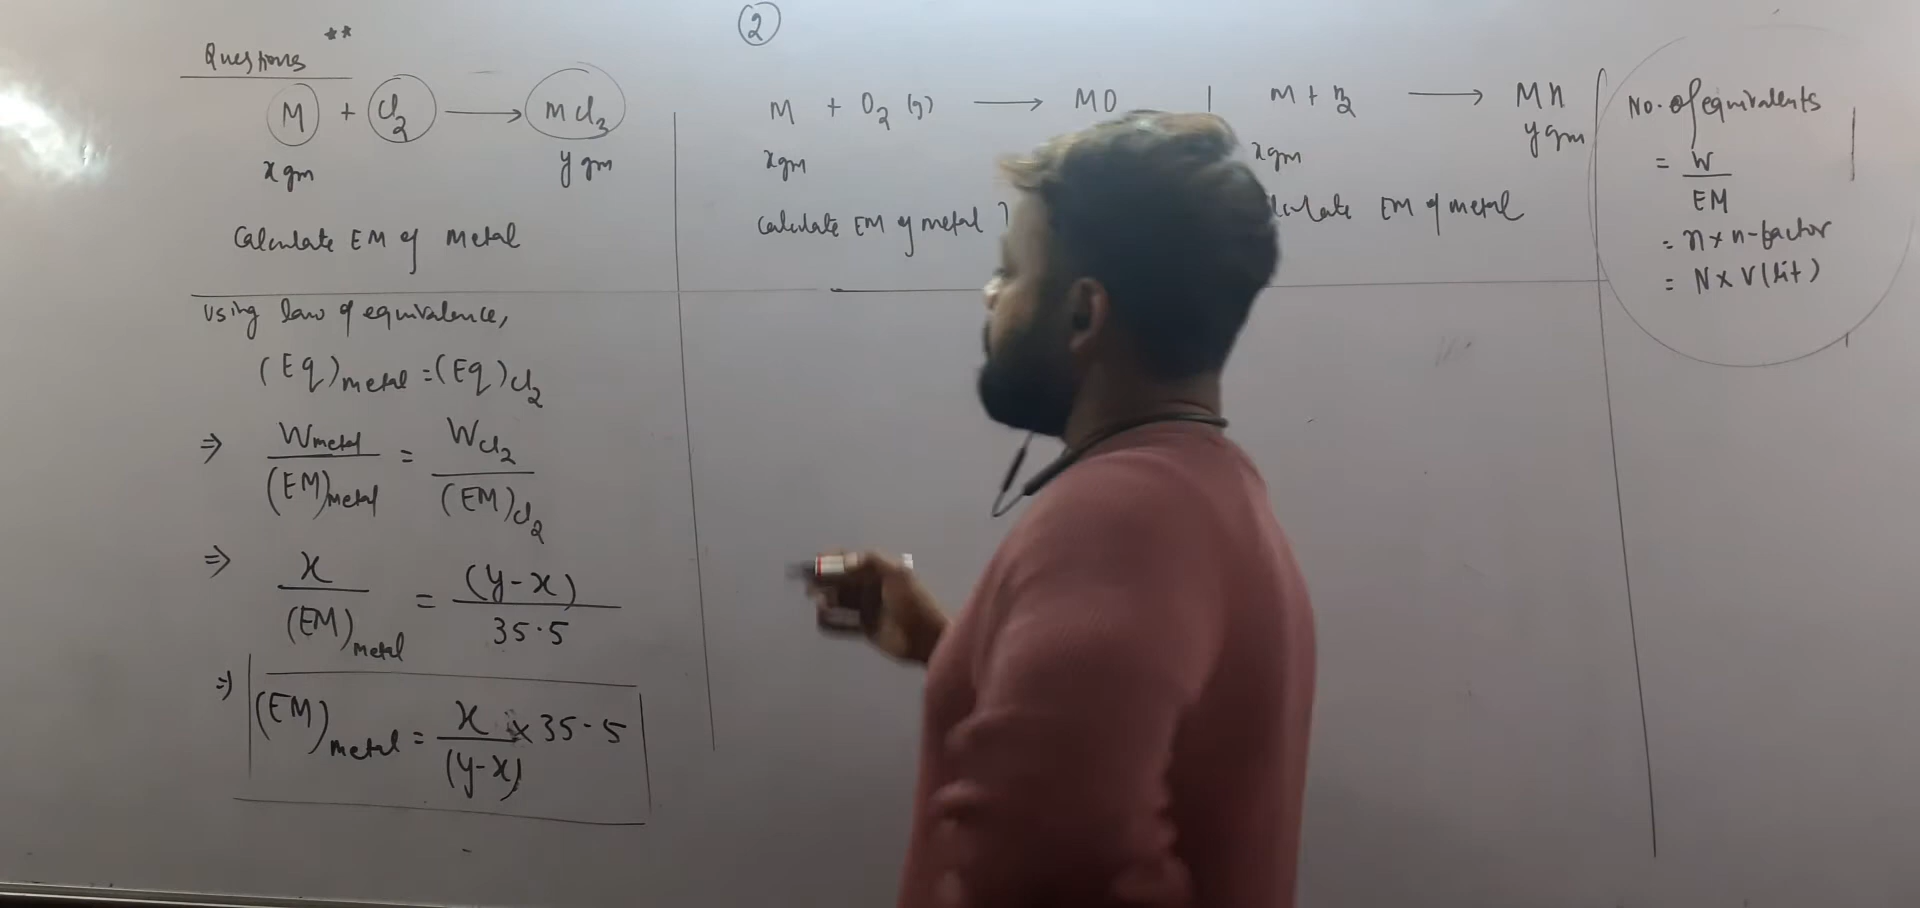 Questions **
M + Cl2 → MCl3
x gm y gm
Calculate EM of Metal
Using law of equivalence,
(Eq)metal = (Eq)Cl2
⇒ Wmetal/(EM)metal = WCl2/(EM)Cl2
⇒ x/(EM)metal = (y-x)/35.5
⇒ (EM)metal = x/(y-x) × 35.5
②
M + O2 (g) → MO
x gm
Calculate EM of metal ?
M + N2 → MN
x gm y gm
lculate EM of metal
No. of equivalents
= W/EM
= n × n-factor
= N × V (lit)